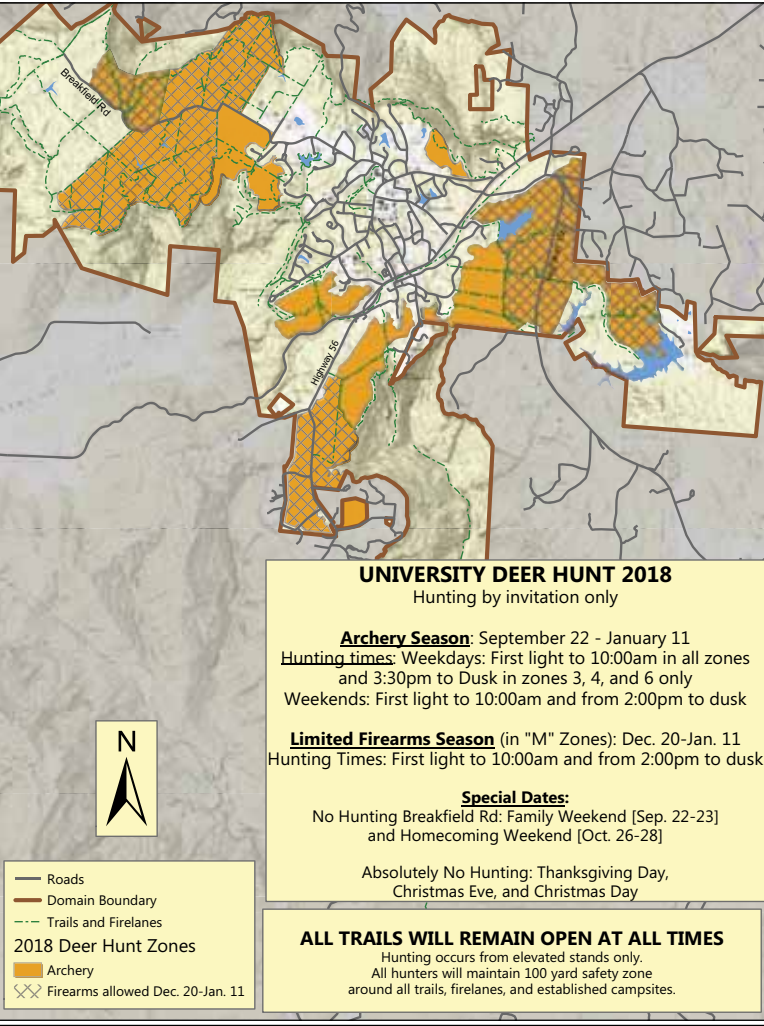 Breakfield Rd
Highway 56
UNIVERSITY DEER HUNT 2018
Hunting by invitation only
Archery Season: September 22 - January 11
Hunting times: Weekdays: First light to 10:00am in all zones
and 3:30pm to Dusk in zones 3, 4, and 6 only
Weekends: First light to 10:00am and from 2:00pm to dusk
Limited Firearms Season (in "M" Zones): Dec. 20-Jan. 11
Hunting Times: First light to 10:00am and from 2:00pm to dusk
Special Dates:
No Hunting Breakfield Rd: Family Weekend [Sep. 22-23]
and Homecoming Weekend [Oct. 26-28]
Absolutely No Hunting: Thanksgiving Day,
Christmas Eve, and Christmas Day
N
Roads
Domain Boundary
Trails and Firelanes
2018 Deer Hunt Zones
Archery
Firearms allowed Dec. 20-Jan. 11
ALL TRAILS WILL REMAIN OPEN AT ALL TIMES
Hunting occurs from elevated stands only.
All hunters will maintain 100 yard safety zone
around all trails, firelanes, and established campsites.